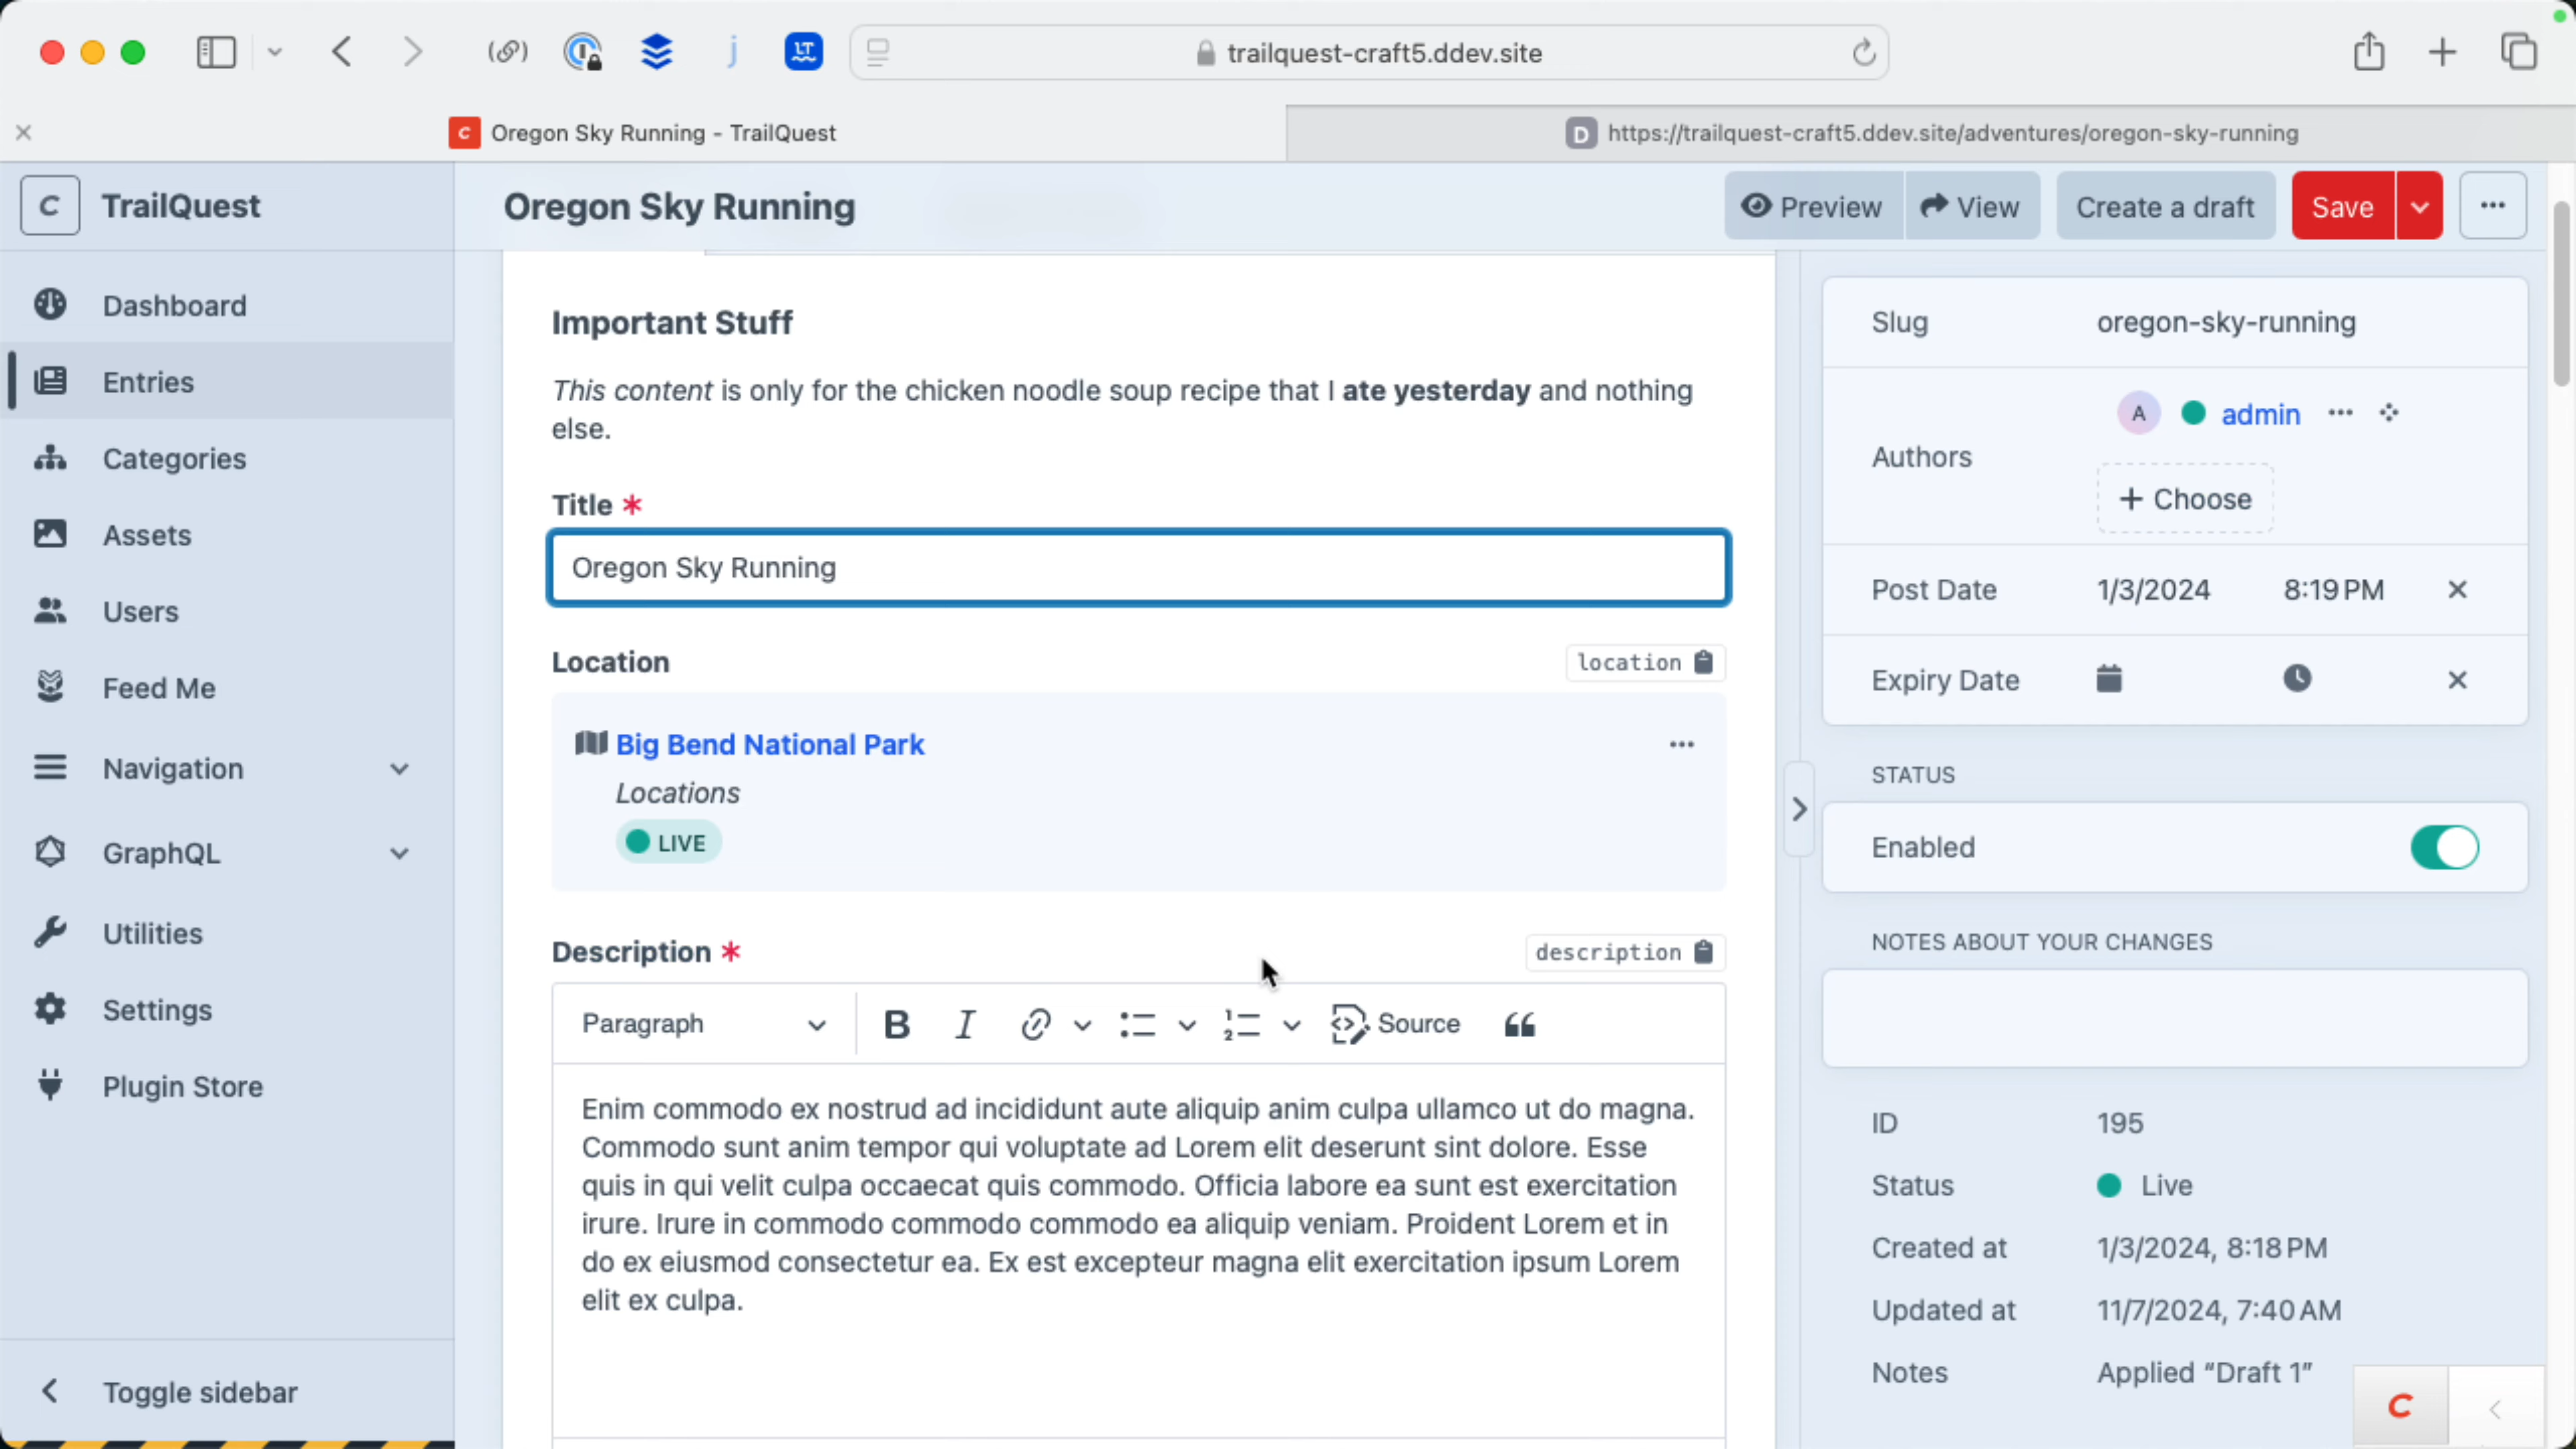 trailquest-craft5.ddev.site
Oregon Sky Running - TrailQuest
https://trailquest-craft5.ddev.site/adventures/oregon-sky-running
TrailQuest
Oregon Sky Running
Preview
View
Create a draft
Save
Dashboard
Entries
Categories
Assets
Users
Feed Me
Navigation
GraphQL
Utilities
Settings
Plugin Store
Toggle sidebar
Important Stuff
This content is only for the chicken noodle soup recipe that I ate yesterday and nothing
else.
Title *
Oregon Sky Running
Location
location
Big Bend National Park
Locations
LIVE
Description *
description
Paragraph
B I
Source
Enim commodo ex nostrud ad incididunt aute aliquip anim culpa ullamco ut do magna.
Commodo sunt anim tempor qui voluptate ad Lorem elit deserunt sint dolore. Esse
quis in qui velit culpa occaecat quis commodo. Officia labore ea sunt est exercitation
irure. Irure in commodo commodo commodo ea aliquip veniam. Proident Lorem et in
do ex eiusmod consectetur ea. Ex est excepteur magna elit exercitation ipsum Lorem
elit ex culpa.
Slug oregon-sky-running
Authors
A admin
+ Choose
Post Date 1/3/2024 8:19 PM
Expiry Date
STATUS
Enabled
NOTES ABOUT YOUR CHANGES
ID 195
Status Live
Created at 1/3/2024, 8:18 PM
Updated at 11/7/2024, 7:40 AM
Notes Applied “Draft 1”